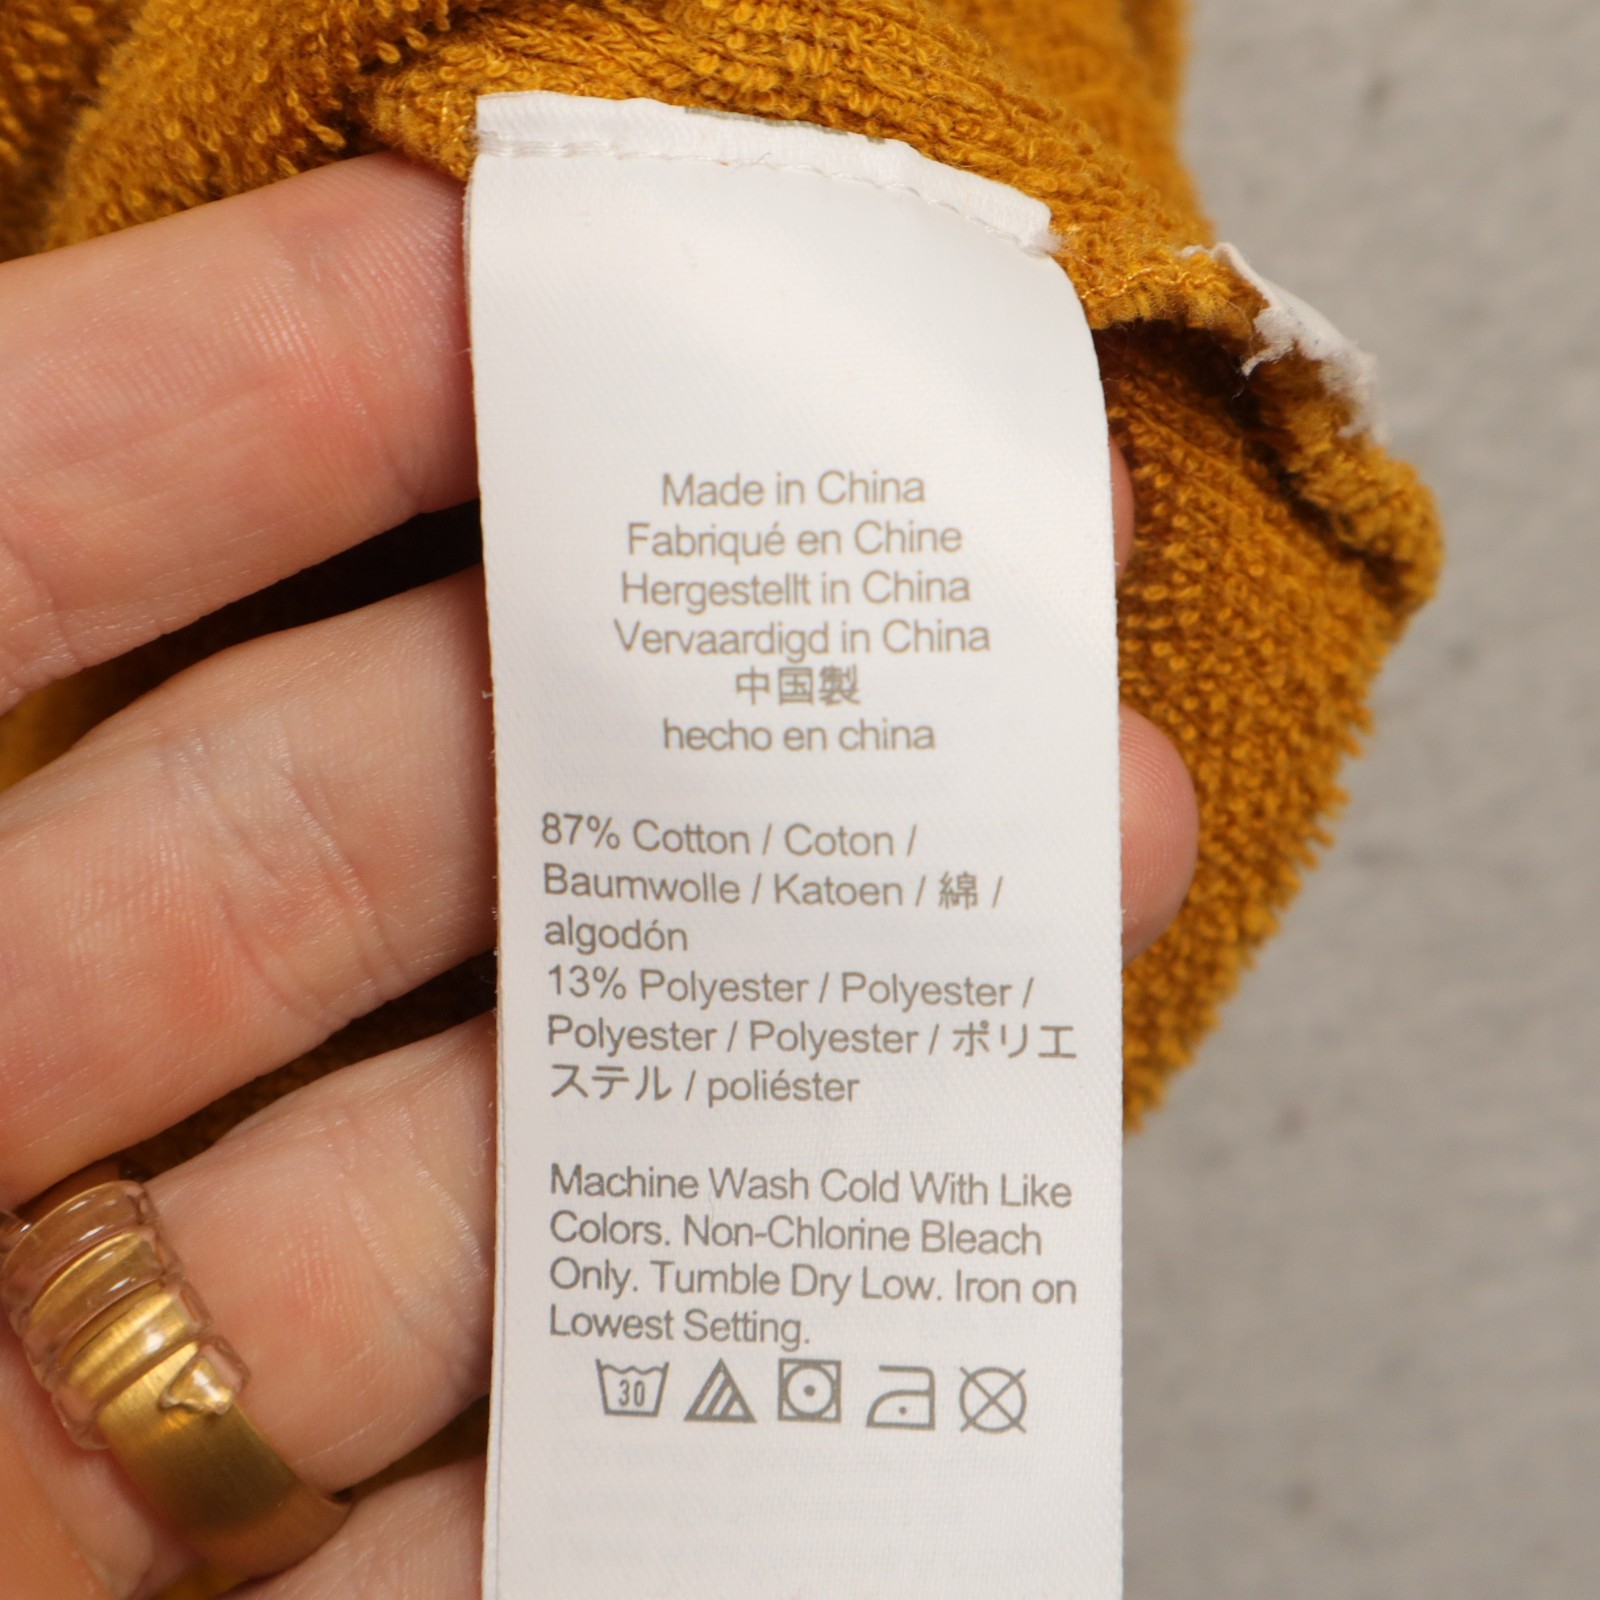 Made in China
Fabriqué en Chine
Hergestellt in China
Vervaardigd in China
中国製
hecho en china
87% Cotton / Coton /
Baumwolle / Katoen / 綿 /
algodón
13% Polyester / Polyester /
Polyester / Polyester / ポリエ
ステル / poliéster
Machine Wash Cold With Like
Colors. Non-Chlorine Bleach
Only. Tumble Dry Low. Iron on
Lowest Setting.
30